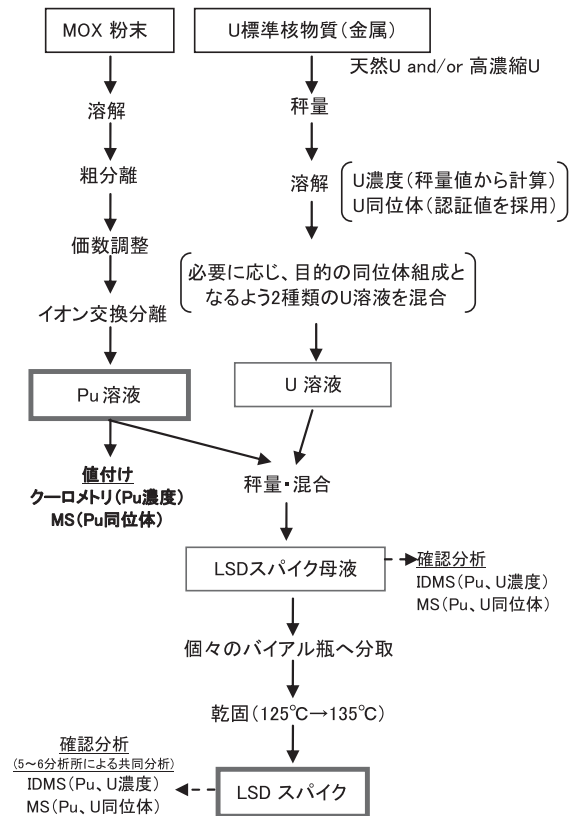 MOX 粉末
溶解
粗分離
価数調整
イオン交換分離
Pu 溶液
値付け
クーロメトリ(Pu濃度)
MS(Pu同位体)
U標準核物質(金属)
天然U and/or 高濃縮U
秤量
溶解
U濃度(秤量値から計算)
U同位体(認証値を採用)
必要に応じ、目的の同位体組成と
なるよう2種類のU溶液を混合
U 溶液
秤量・混合
LSDスパイク母液
確認分析
IDMS(Pu、U濃度)
MS(Pu、U同位体)
個々のバイアル瓶へ分取
乾固(125℃→135℃)
LSD スパイク
確認分析
(5~6分析所による共同分析)
IDMS(Pu、U濃度)
MS(Pu、U同位体)